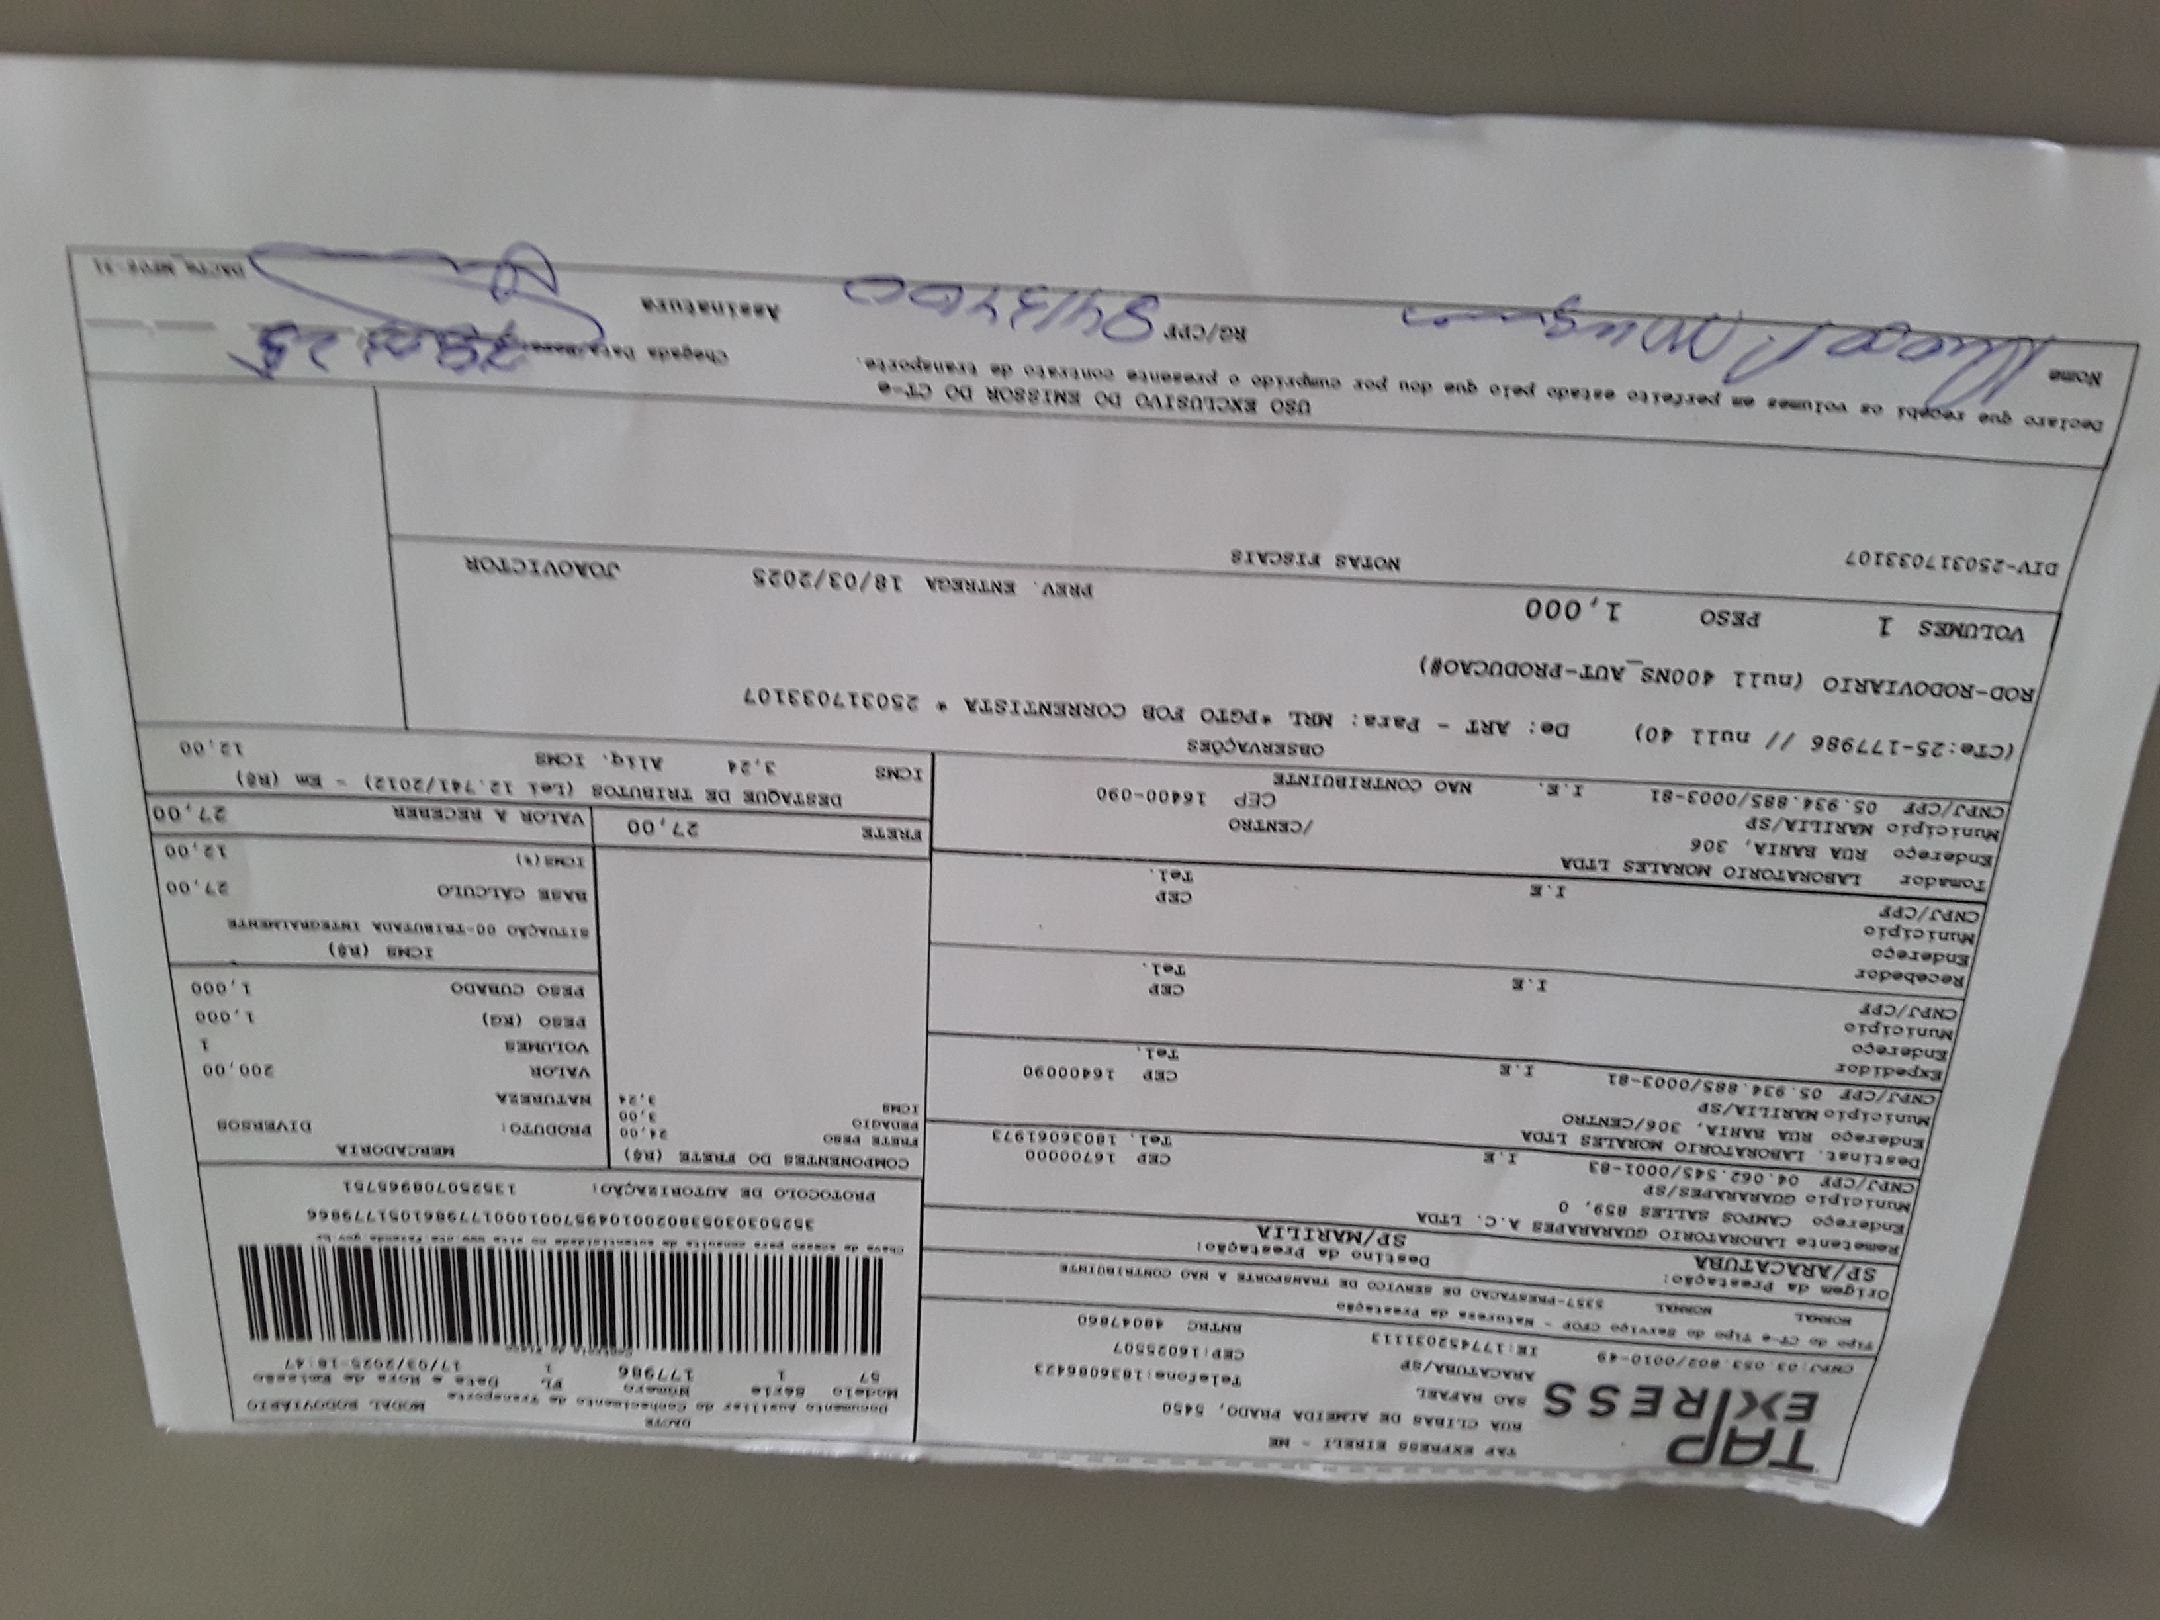 TAP EXPRESS
TAP EXPRESS EIRELI - ME
RUA CLIBAS DE ALMEIDA PRADO, 5450
SAO RAFAEL Telefone:1836086423
ARACATUBA/SP CEP:16025507
CNPJ:03.053.802/0010-49 IE:177452031113 RNTRC 48047860
DACTE
Documento Auxiliar do Conhecimento de Transporte MODAL RODOVIÁRIO
Modelo Série Número FL Data e Hora de Emissão
57 1 177986 1 17/03/2025-18:47
Controle do Fisco
Chave de acesso para consulta de autenticidade no site
35250303053802001049570010001779861051779866
PROTOCOLO DE AUTORIZAÇÃO: 135250708965751
Tipo do CT-e Tipo do Serviço CFOP - Natureza da Prestação
NORMAL NORMAL 5357-PRESTACAO DE SERVICO DE TRANSPORTE A NAO CONTRIBUINTE
Origem da Prestação: Destino da Prestação:
SP/ARACATUBA SP/MARILIA
Remetente LABORATORIO GUARARAPES A.C. LTDA
Endereço CAMPOS SALLES 859, 0
Município GUARARAPES/SP CEP 16700000
CNPJ/CPF 04.062.545/0001-83 I.E Tel. 18036061973
Destinat. LABORATORIO MORALES LTDA
Endereço RUA BAHIA, 306/CENTRO
Município MARILIA/SP CEP 16400090
CNPJ/CPF 05.934.885/0003-81 I.E Tel.
Expedidor
Endereço
Município CEP
CNPJ/CPF I.E Tel.
Recebedor
Endereço
Município CEP
CNPJ/CPF I.E Tel.
Tomador LABORATORIO MORALES LTDA
Endereço RUA BAHIA, 306 /CENTRO
Município MARILIA/SP CEP 16400-090
CNPJ/CPF 05.934.885/0003-81 I.E. NAO CONTRIBUINTE
COMPONENTES DO FRETE (R$)
FRETE PESO 24,00
PEDAGIO 3,00
ICMS 3,24
MERCADORIA
PRODUTO: DIVERSOS
NATUREZA
VALOR 200,00
VOLUMES 1
PESO (KG) 1,000
PESO CUBADO 1,000
ICMS (R$)
SITUAÇÃO 00-TRIBUTADA INTEGRALMENTE
BASE CÁLCULO 27,00
ICMS(%) 12,00
FRETE 27,00 VALOR A RECEBER 27,00
DESTAQUE DE TRIBUTOS (Lei 12.741/2012) - Em (R$)
ICMS 3,24 Aliq. ICMS 12,00
OBSERVAÇÕES
(CTe:25-177986 // null 40) De: ART - Para: MRL *PGTO FOB CORRENTISTA * 250317033107
ROD-RODOVIARIO (null 400NS_AUT-PRODUCAO#)
VOLUMES 1 PESO 1,000 PREV. ENTREGA 18/03/2025 JOAOVICTOR
NOTAS FISCAIS
DIV-250317033107
USO EXCLUSIVO DO EMISSOR DO CT-e
Declaro que recebi os volumes em perfeito estado pelo que dou por cumprido o presente contrato de transporte.
Nome RG/CPF Assinatura Chegada Data/Hora